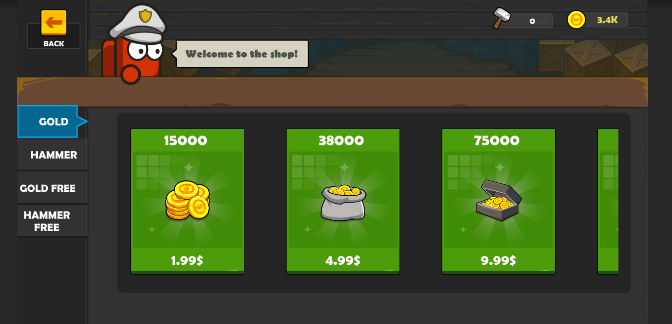 BACK
0
3.4K
Welcome to the shop!
GOLD
HAMMER
GOLD FREE
HAMMER
FREE
15000
38000
75000
1.99$
4.99$
9.99$